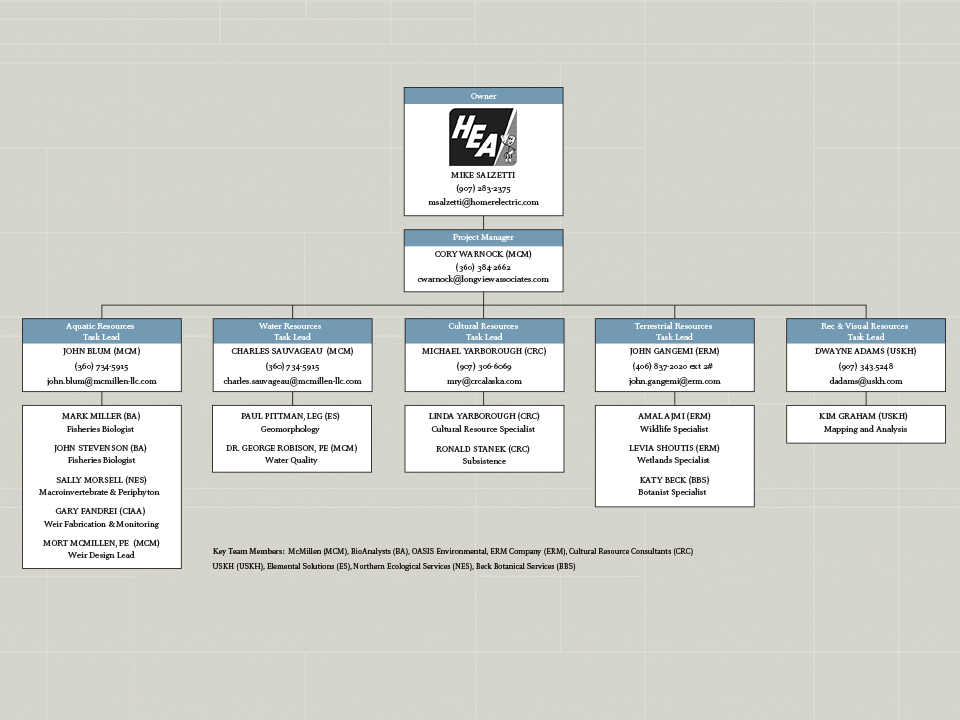 Owner
HEA
MIKE SALZETTI
(907) 283-2375
msalzetti@homerelectric.com
Project Manager
CORY WARNOCK (MCM)
(360) 384-2662
cwarnock@longviewassociates.com
Aquatic Resources
Task Lead
JOHN BLUM (MCM)
(360) 734-5915
john.blum@mcmillen-llc.com
MARK MILLER (BA)
Fisheries Biologist
JOHN STEVENSON (BA)
Fisheries Biologist
SALLY MORSELL (NES)
Macroinvertebrate & Periphyton
GARY FANDREI (CIAA)
Weir Fabrication & Monitoring
MORT MCMILLEN, PE (MCM)
Weir Design Lead
Water Resources
Task Lead
CHARLES SAUVAGEAU (MCM)
(360) 734-5915
charles.sauvageau@mcmillen-llc.com
PAUL PITTMAN, LEG (ES)
Geomorphology
DR. GEORGE ROBISON, PE (MCM)
Water Quality
Cultural Resources
Task Lead
MICHAEL YARBOROUGH (CRC)
(907) 306-6069
mry@crcalaska.com
LINDA YARBOROUGH (CRC)
Cultural Resource Specialist
RONALD STANEK (CRC)
Subsistence
Terrestrial Resources
Task Lead
JOHN GANGEMI (ERM)
(406) 837-2020 ext 2#
john.gangemi@erm.com
AMAL AJMI (ERM)
Wildlife Specialist
LEVIA SHOUTIS (ERM)
Wetlands Specialist
KATY BECK (BBS)
Botanist Specialist
Rec & Visual Resources
Task Lead
DWAYNE ADAMS (USKH)
(907) 343.5248
dadams@uskh.com
KIM GRAHAM (USKH)
Mapping and Analysis
Key Team Members: McMillen (MCM), BioAnalysts (BA), OASIS Environmental, ERM Company (ERM), Cultural Resource Consultants (CRC)
USKH (USKH), Elemental Solutions (ES), Northern Ecological Services (NES), Beck Botanical Services (BBS)